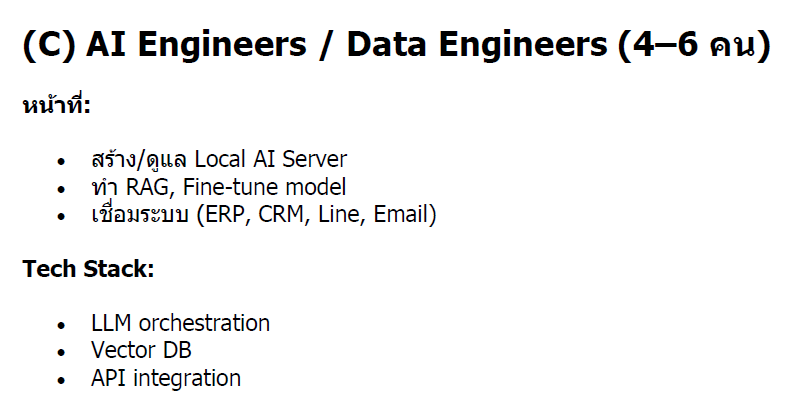 (C) AI Engineers / Data Engineers (4–6 คน)
หน้าที่:
• สร้าง/ดูแล Local AI Server
• ทำ RAG, Fine-tune model
• เชื่อมระบบ (ERP, CRM, Line, Email)
Tech Stack:
• LLM orchestration
• Vector DB
• API integration